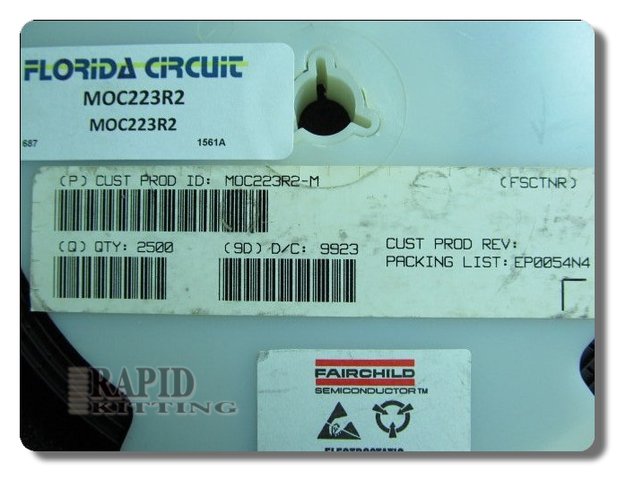 FLORIDA CIRCUIT
MOC223R2
MOC223R2
687 1561A
(P) CUST PROD ID: MOC223R2-M (FSCTNR)
(Q) QTY: 2500 (9D) D/C: 9923 CUST PROD REV:
PACKING LIST: EP0054N4
RAPID
KITTING
FAIRCHILD
SEMICONDUCTOR™
ELECTROSTATIC